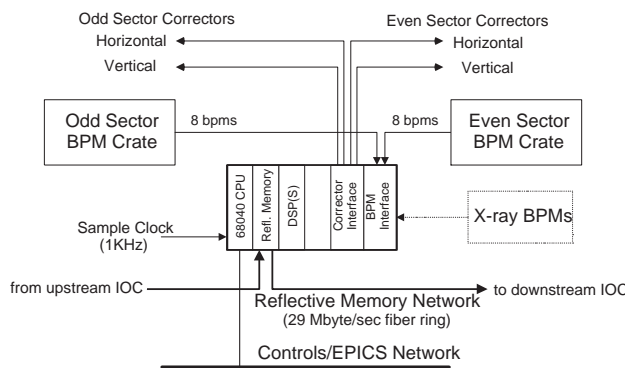 Odd Sector Correctors
Horizontal
Vertical
Even Sector Correctors
Horizontal
Vertical
Odd Sector
BPM Crate
8 bpms
8 bpms
Even Sector
BPM Crate
68040 CPU
Refl. Memory
DSP(S)
Corrector
Interface
BPM
Interface
Sample Clock
(1KHz)
X-ray BPMs
from upstream IOC
Reflective Memory Network
(29 Mbyte/sec fiber ring)
to downstream IOC
Controls/EPICS Network